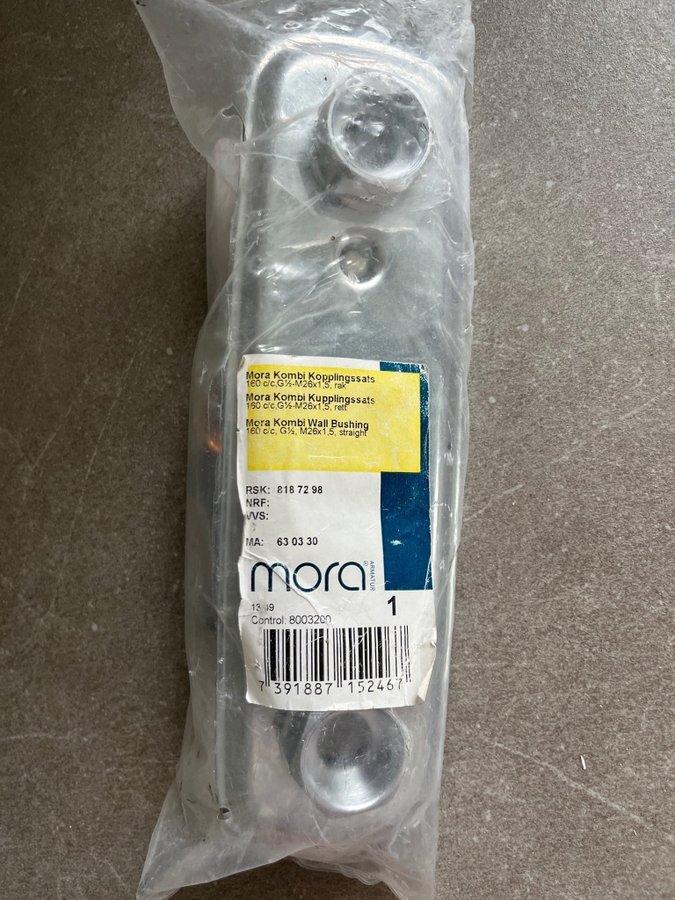 Mora Kombi Kopplingssats
160 c/c,G½-M26x1,5, rak
Mora Kombi Kupplingssats
160 c/c,G½-M26x1,5, rett
Mora Kombi Wall Bushing
160 c/c, G½, M26x1,5, straight
RSK: 818 72 98
NRF:
VVS:
MA: 63 03 30
mora
ARMATUR
®
1
Control: 8003200
7 391887 152467